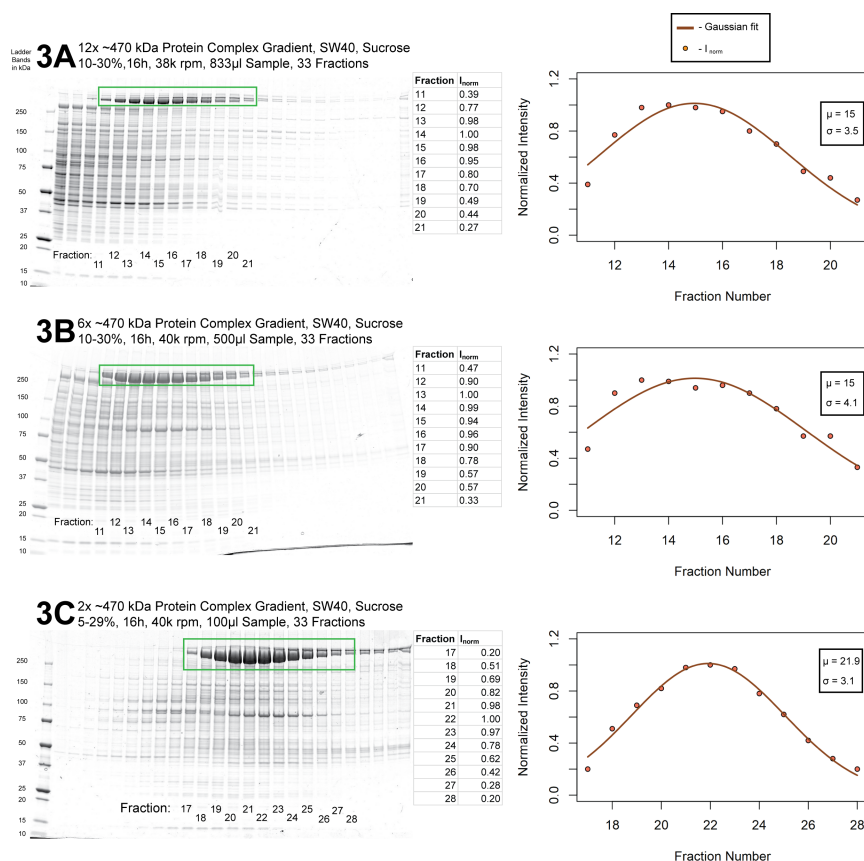 - Gaussian fit
- Inorm
Ladder Bands in kDa
3A 12x ~470 kDa Protein Complex Gradient, SW40, Sucrose
10-30%,16h, 38k rpm, 833µl Sample, 33 Fractions
250
150
100
75
50
37
25
20
15
10
Fraction:
11 12 13 14 15 16 17 18 19 20 21
Fraction Inorm
11 0.39
12 0.77
13 0.98
14 1.00
15 0.98
16 0.95
17 0.80
18 0.70
19 0.49
20 0.44
21 0.27
Normalized Intensity
1.2
0.8
0.4
0.0
µ = 15
σ = 3.5
12 14 16 18 20
Fraction Number
3B 6x ~470 kDa Protein Complex Gradient, SW40, Sucrose
10-30%, 16h, 40k rpm, 500µl Sample, 33 Fractions
250
150
100
75
50
37
25
20
15
10
Fraction:
11 12 13 14 15 16 17 18 19 20 21
Fraction Inorm
11 0.47
12 0.90
13 1.00
14 0.99
15 0.94
16 0.96
17 0.90
18 0.78
19 0.57
20 0.57
21 0.33
Normalized Intensity
1.2
0.8
0.4
0.0
µ = 15
σ = 4.1
12 14 16 18 20
Fraction Number
3C 2x ~470 kDa Protein Complex Gradient, SW40, Sucrose
5-29%, 16h, 40k rpm, 100µl Sample, 33 Fractions
250
150
100
75
50
37
25
20
15
10
Fraction:
17 18 19 20 21 22 23 24 25 26 27 28
Fraction Inorm
17 0.20
18 0.51
19 0.69
20 0.82
21 0.98
22 1.00
23 0.97
24 0.78
25 0.62
26 0.42
27 0.28
28 0.20
Normalized Intensity
1.2
0.8
0.4
0.0
µ = 21.9
σ = 3.1
18 20 22 24 26 28
Fraction Number